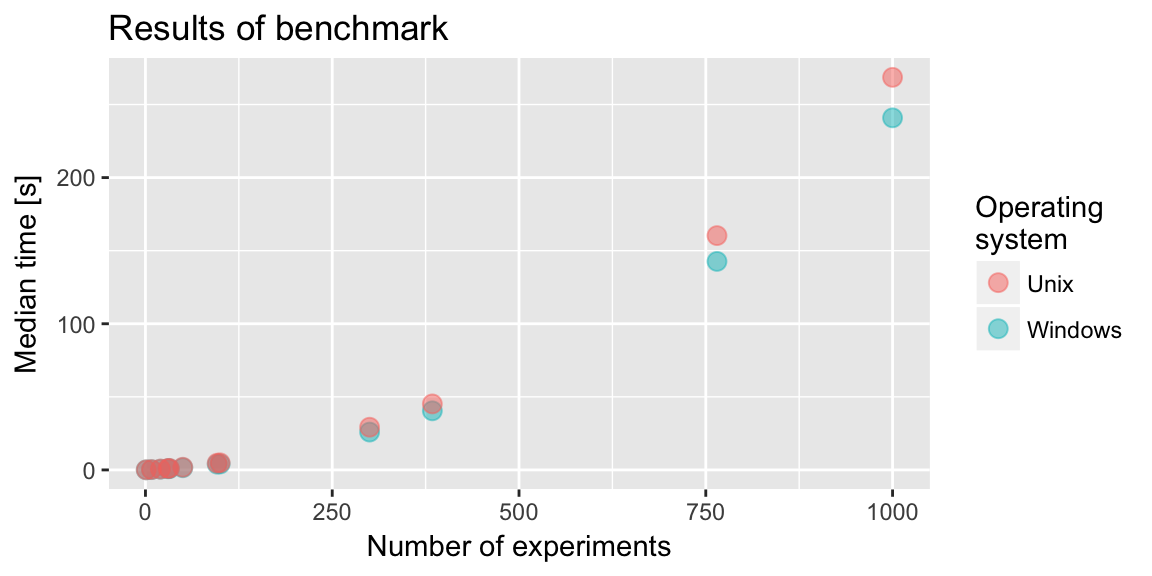 Results of benchmark
Median time [s]
200
100
0
0
250
500
750
1000
Number of experiments
Operating
system
Unix
Windows